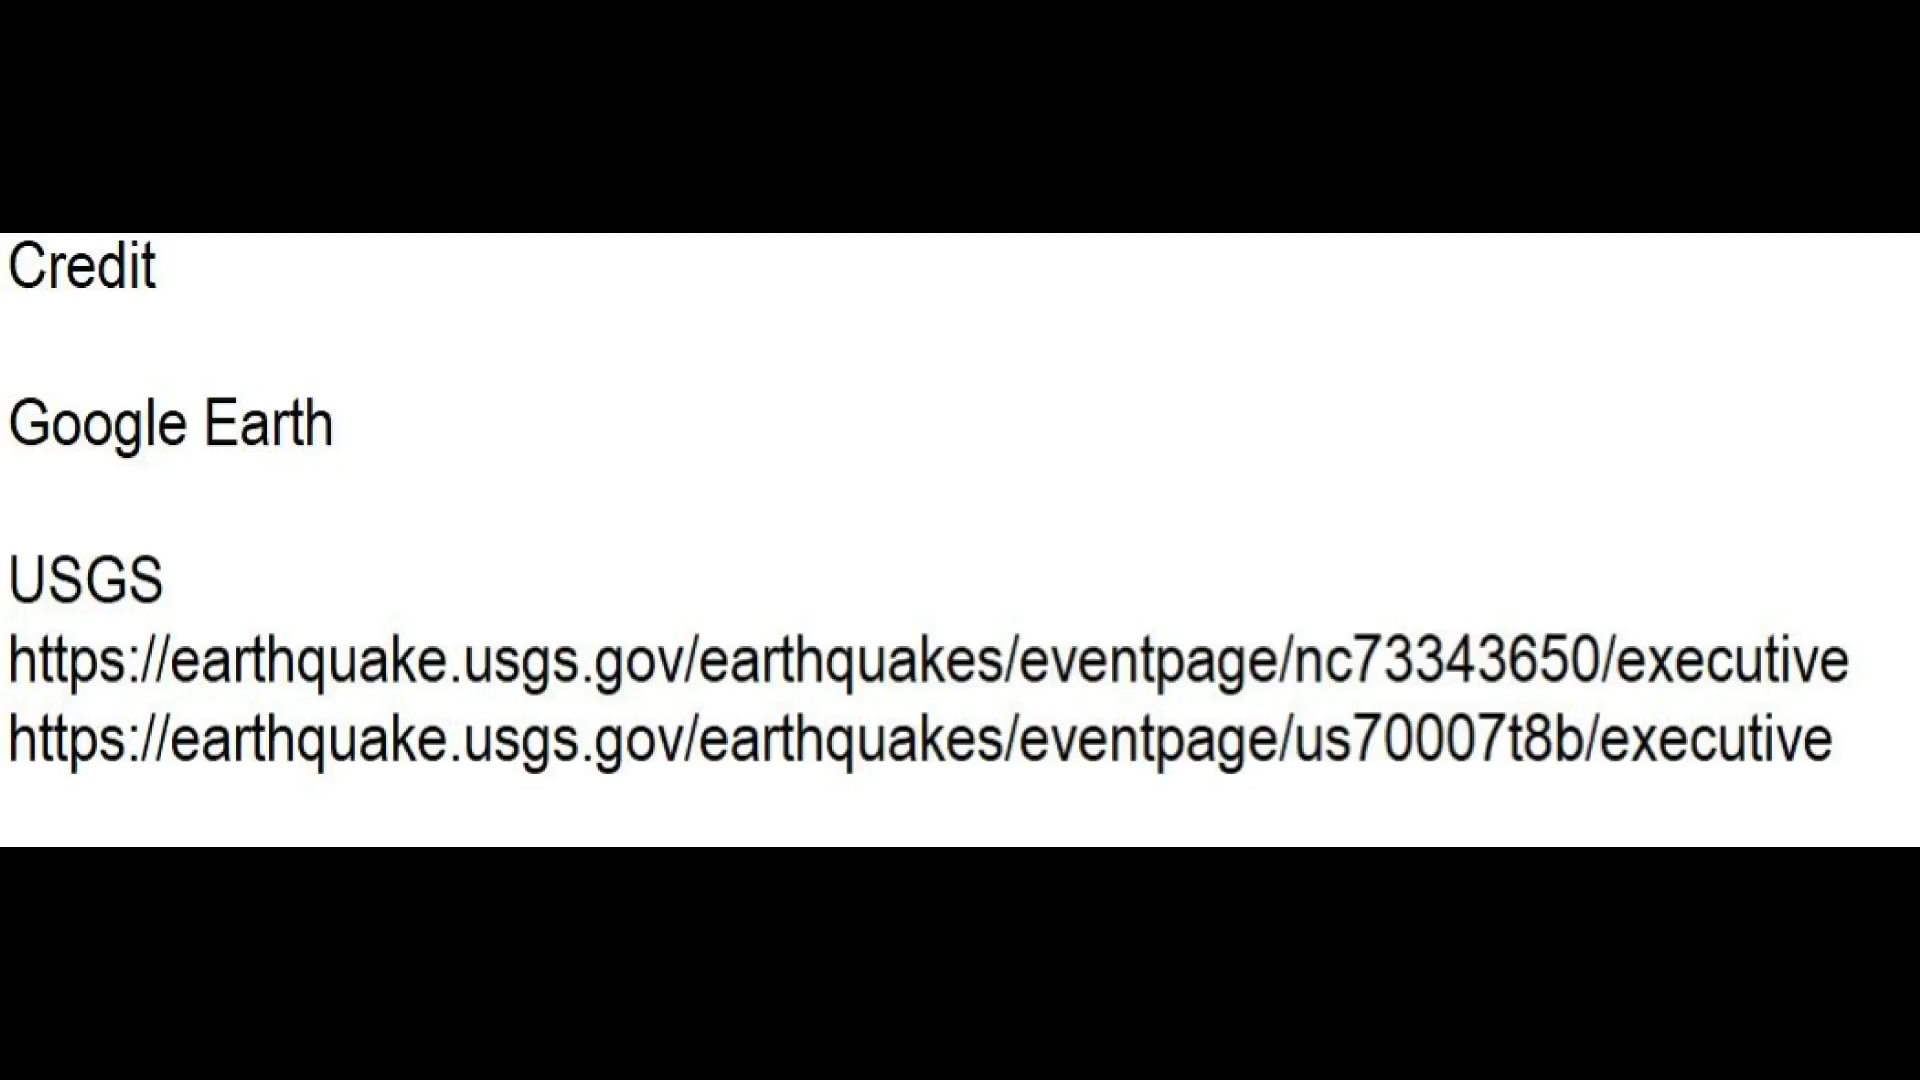 Credit
Google Earth
USGS
https://earthquake.usgs.gov/earthquakes/eventpage/nc73343650/executive
https://earthquake.usgs.gov/earthquakes/eventpage/us70007t8b/executive